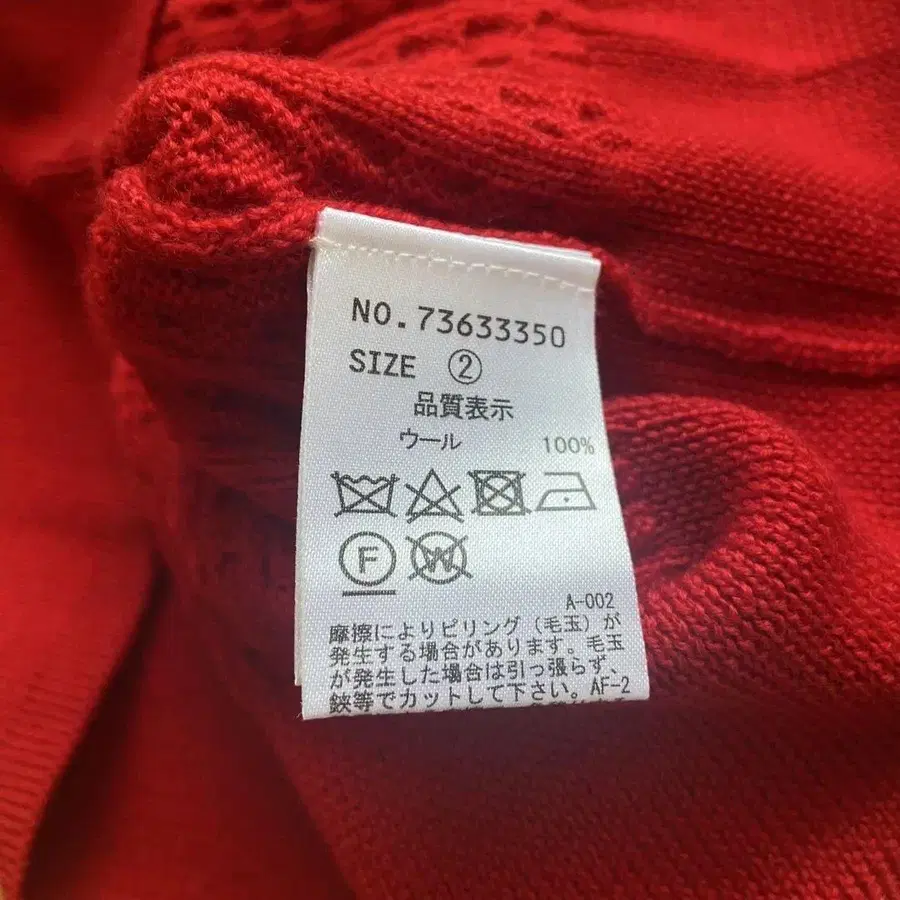 NO.73633350
SIZE ②
品質表示
ウール 100%
F W
A-002
摩擦によりピリング(毛玉)が
発生する場合があります。毛玉
が発生した場合は引っ張らず、
鋏等でカットして下さい。AF-2